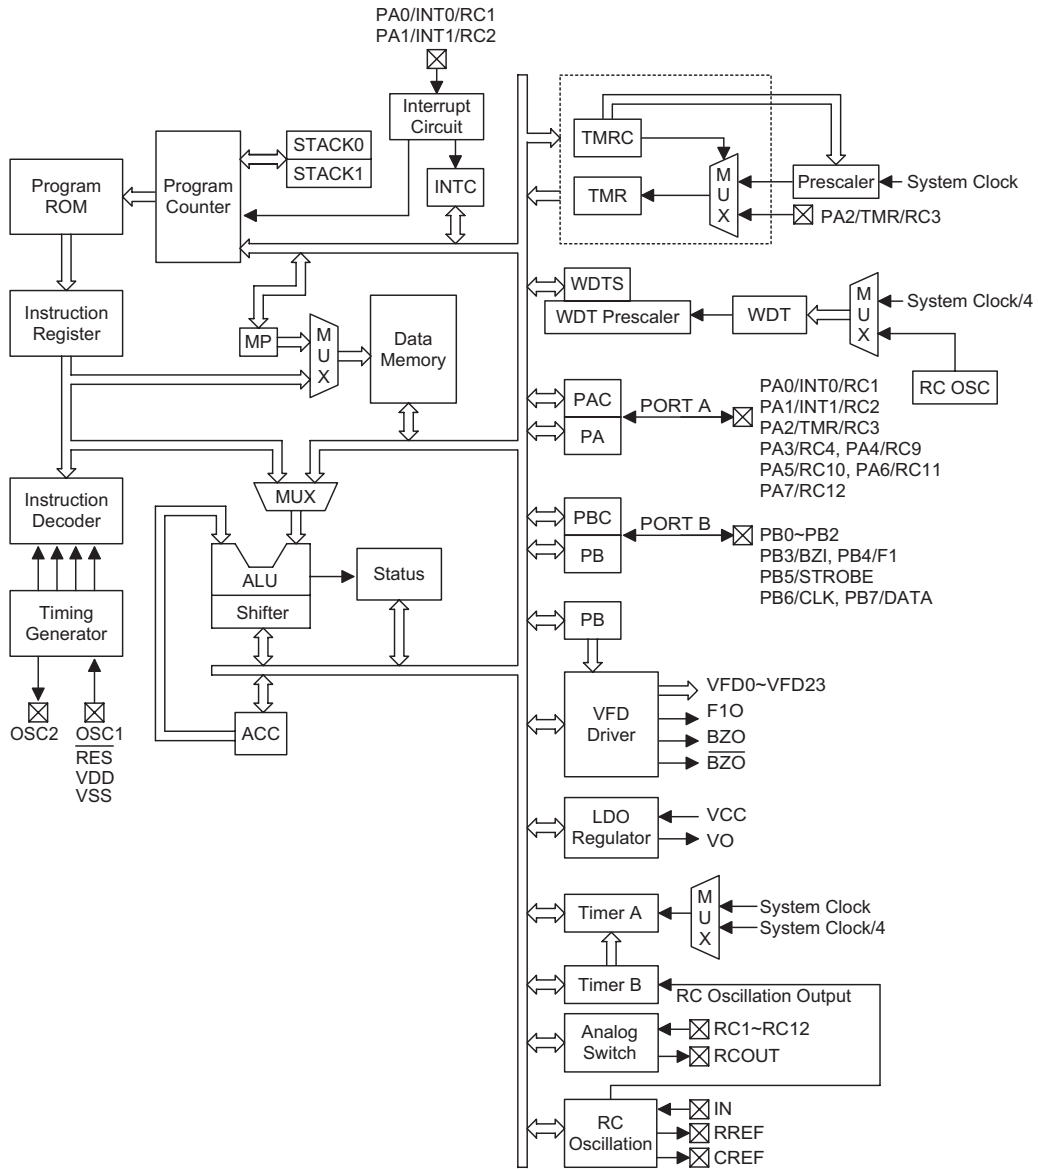 PA0/INT0/RC1
PA1/INT1/RC2
Interrupt
Circuit
STACK0
STACK1
Program
ROM
Program
Counter
INTC
TMRC
TMR
M
U
X
Prescaler
System Clock
PA2/TMR/RC3
Instruction
Register
MP
M
U
X
Data
Memory
WDTS
WDT Prescaler
WDT
M
U
X
System Clock/4
RC OSC
PAC
PA
PORT A
PA0/INT0/RC1
PA1/INT1/RC2
PA2/TMR/RC3
PA3/RC4, PA4/RC9
PA5/RC10, PA6/RC11
PA7/RC12
Instruction
Decoder
MUX
PBC
PB
PORT B
PB0~PB2
PB3/BZI, PB4/F1
PB5/STROBE
PB6/CLK, PB7/DATA
ALU
Shifter
Status
Timing
Generator
PB
OSC2
OSC1
RES
VDD
VSS
ACC
VFD
Driver
VFD0~VFD23
F1O
BZO
BZO
LDO
Regulator
VCC
VO
Timer A
M
U
X
System Clock
System Clock/4
Timer B
RC Oscillation Output
Analog
Switch
RC1~RC12
RCOUT
RC
Oscillation
IN
RREF
CREF